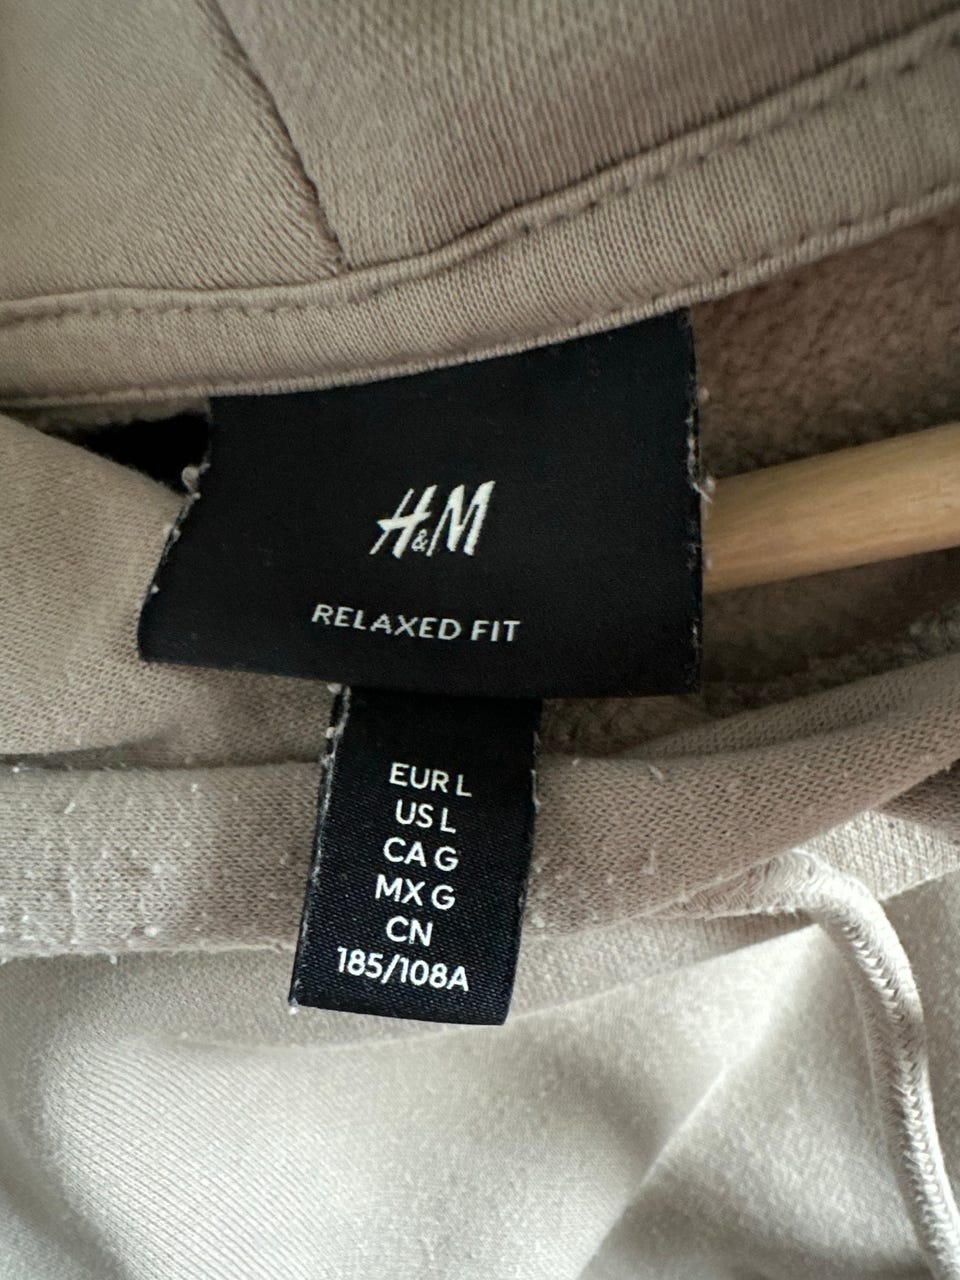 H&M
RELAXED FIT
EUR L
US L
CA G
MX G
CN
185/108A